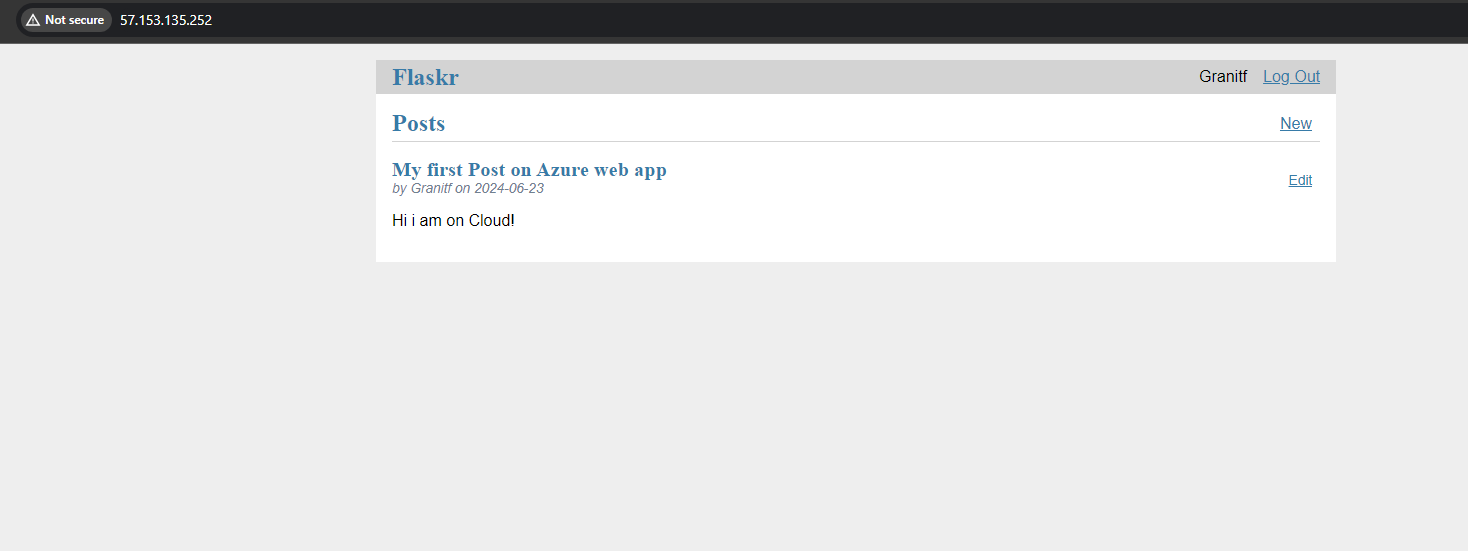 Not secure 57.153.135.252
Flaskr Granitf Log Out
Posts New
My first Post on Azure web app
by Granitf on 2024-06-23 Edit
Hi i am on Cloud!